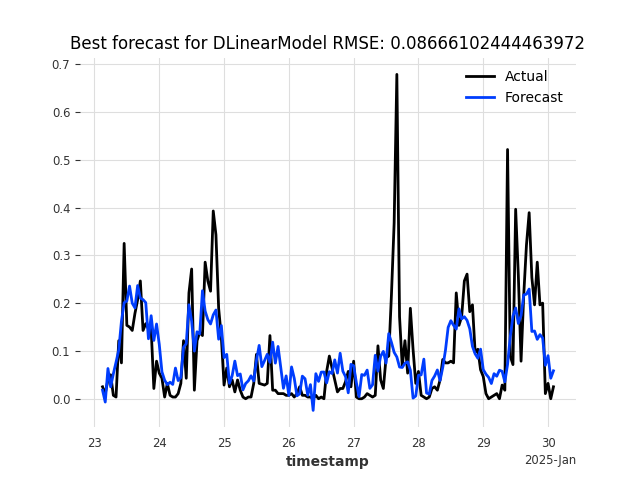 Best forecast for DLinearModel RMSE: 0.08666102444463972
Actual
Forecast
0.7
0.6
0.5
0.4
0.3
0.2
0.1
0.0
23 24 25 26 27 28 29 30
timestamp
2025-Jan